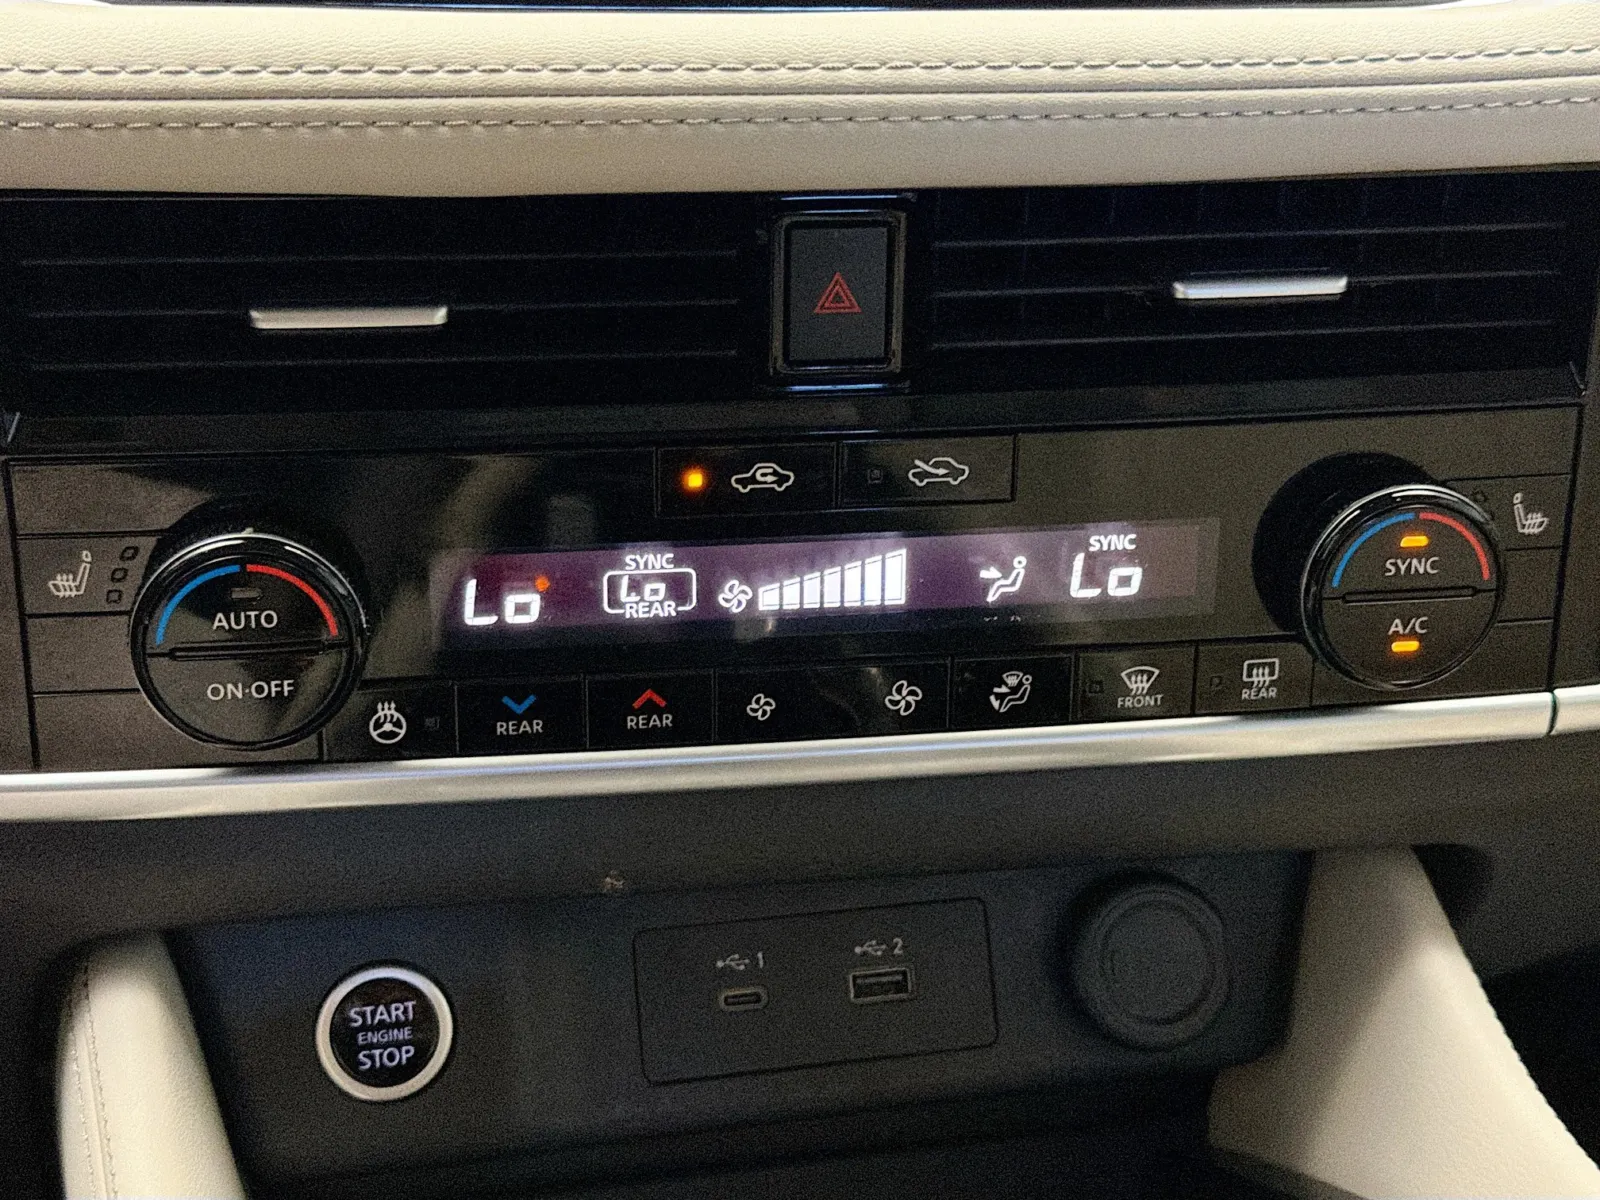 SYNC
SYNC
Lo
Lo
Lo
REAR
AUTO
ON·OFF
SYNC
A/C
REAR
REAR
FRONT
REAR
1
2
START
ENGINE
STOP